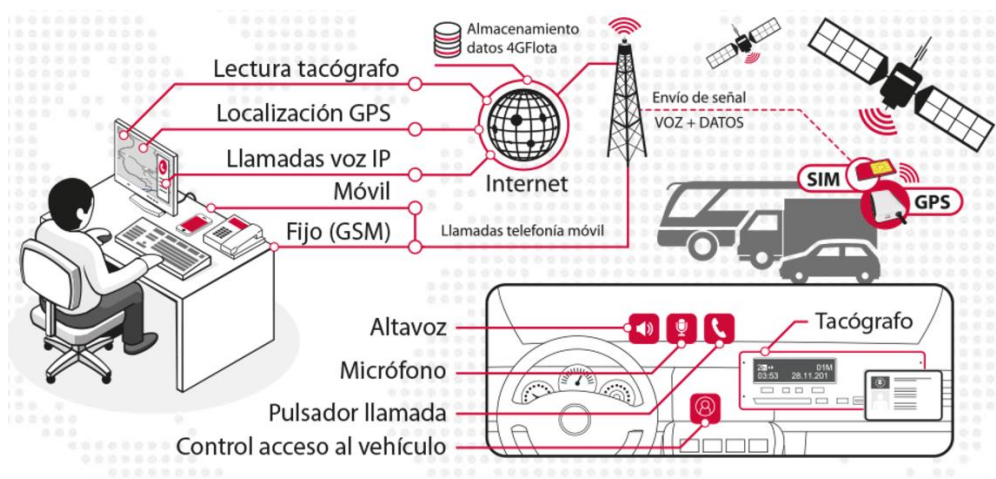 Almacenamiento
datos 4GFlota
Lectura tacógrafo
Localización GPS
Llamadas voz IP
Móvil
Fijo (GSM)
Internet
Envío de señal
VOZ + DATOS
Llamadas telefonía móvil
SIM
GPS
Altavoz
Micrófono
Pulsador llamada
Control acceso al vehículo
Tacógrafo
01M
03:53 28.11.201